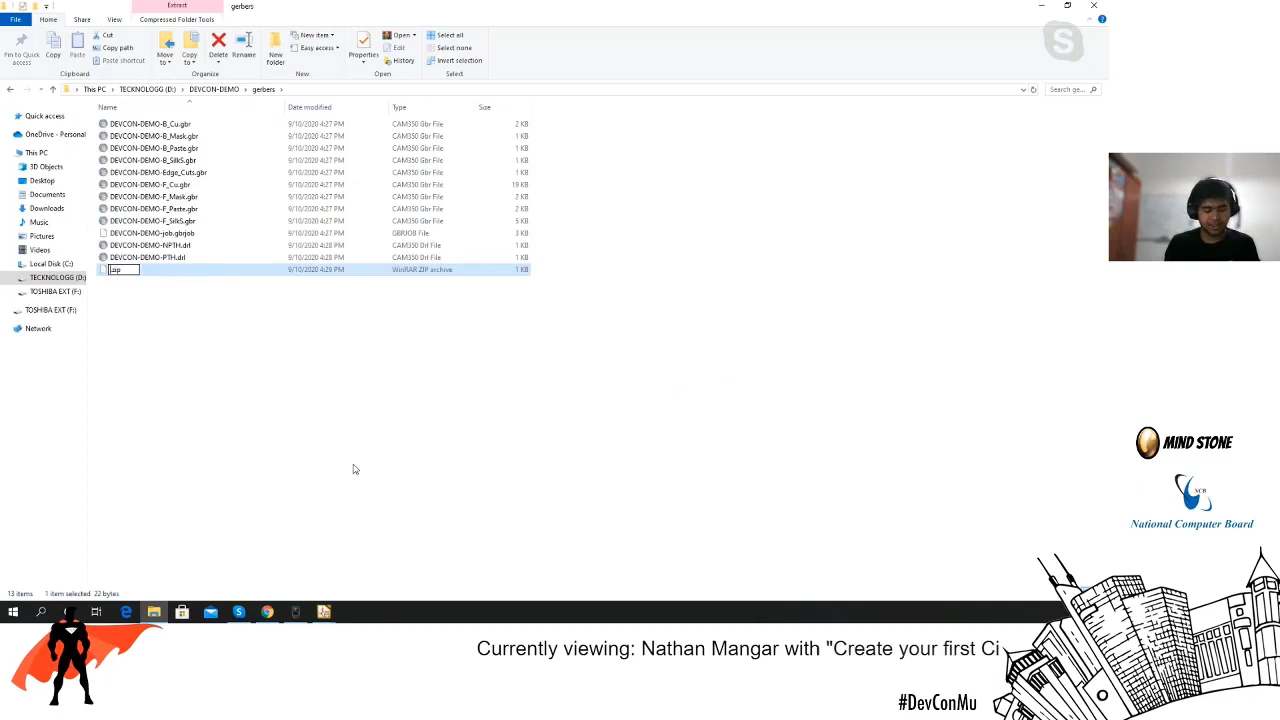 Extract
gerbers
File
Home
Share
View
Compressed Folder Tools
Pin to Quick access
Copy
Paste
Cut
Copy path
Paste shortcut
Clipboard
Move to
Copy to
Delete
Rename
Organize
New folder
New item
Easy access
New
Properties
Open
Edit
History
Open
Select all
Select none
Invert selection
Select
This PC > TECKNOLOGG (D:) > DEVCON-DEMO > gerbers >
Search ge...
Name Date modified Type Size
Quick access
OneDrive - Personal
This PC
3D Objects
Desktop
Documents
Downloads
Music
Pictures
Videos
Local Disk (C:)
TECKNOLOGG (D:
TOSHIBA EXT (F:)
TOSHIBA EXT (F:)
Network
DEVCON-DEMO-B_Cu.gbr 9/10/2020 4:27 PM CAM350 Gbr File 2 KB
DEVCON-DEMO-B_Mask.gbr 9/10/2020 4:27 PM CAM350 Gbr File 1 KB
DEVCON-DEMO-B_Paste.gbr 9/10/2020 4:27 PM CAM350 Gbr File 1 KB
DEVCON-DEMO-B_SilkS.gbr 9/10/2020 4:27 PM CAM350 Gbr File 1 KB
DEVCON-DEMO-Edge_Cuts.gbr 9/10/2020 4:27 PM CAM350 Gbr File 1 KB
DEVCON-DEMO-F_Cu.gbr 9/10/2020 4:27 PM CAM350 Gbr File 19 KB
DEVCON-DEMO-F_Mask.gbr 9/10/2020 4:27 PM CAM350 Gbr File 2 KB
DEVCON-DEMO-F_Paste.gbr 9/10/2020 4:27 PM CAM350 Gbr File 2 KB
DEVCON-DEMO-F_SilkS.gbr 9/10/2020 4:27 PM CAM350 Gbr File 5 KB
DEVCON-DEMO-job.gbrjob 9/10/2020 4:27 PM GBRJOB File 3 KB
DEVCON-DEMO-NPTH.drl 9/10/2020 4:28 PM CAM350 Drl File 1 KB
DEVCON-DEMO-PTH.drl 9/10/2020 4:28 PM CAM350 Drl File 1 KB
.zip 9/10/2020 4:29 PM WinRAR ZIP archive 1 KB
13 items 1 item selected 22 bytes
MIND STONE
NCB
National Computer Board
Currently viewing: Nathan Mangar with "Create your first Ci
#DevConMu